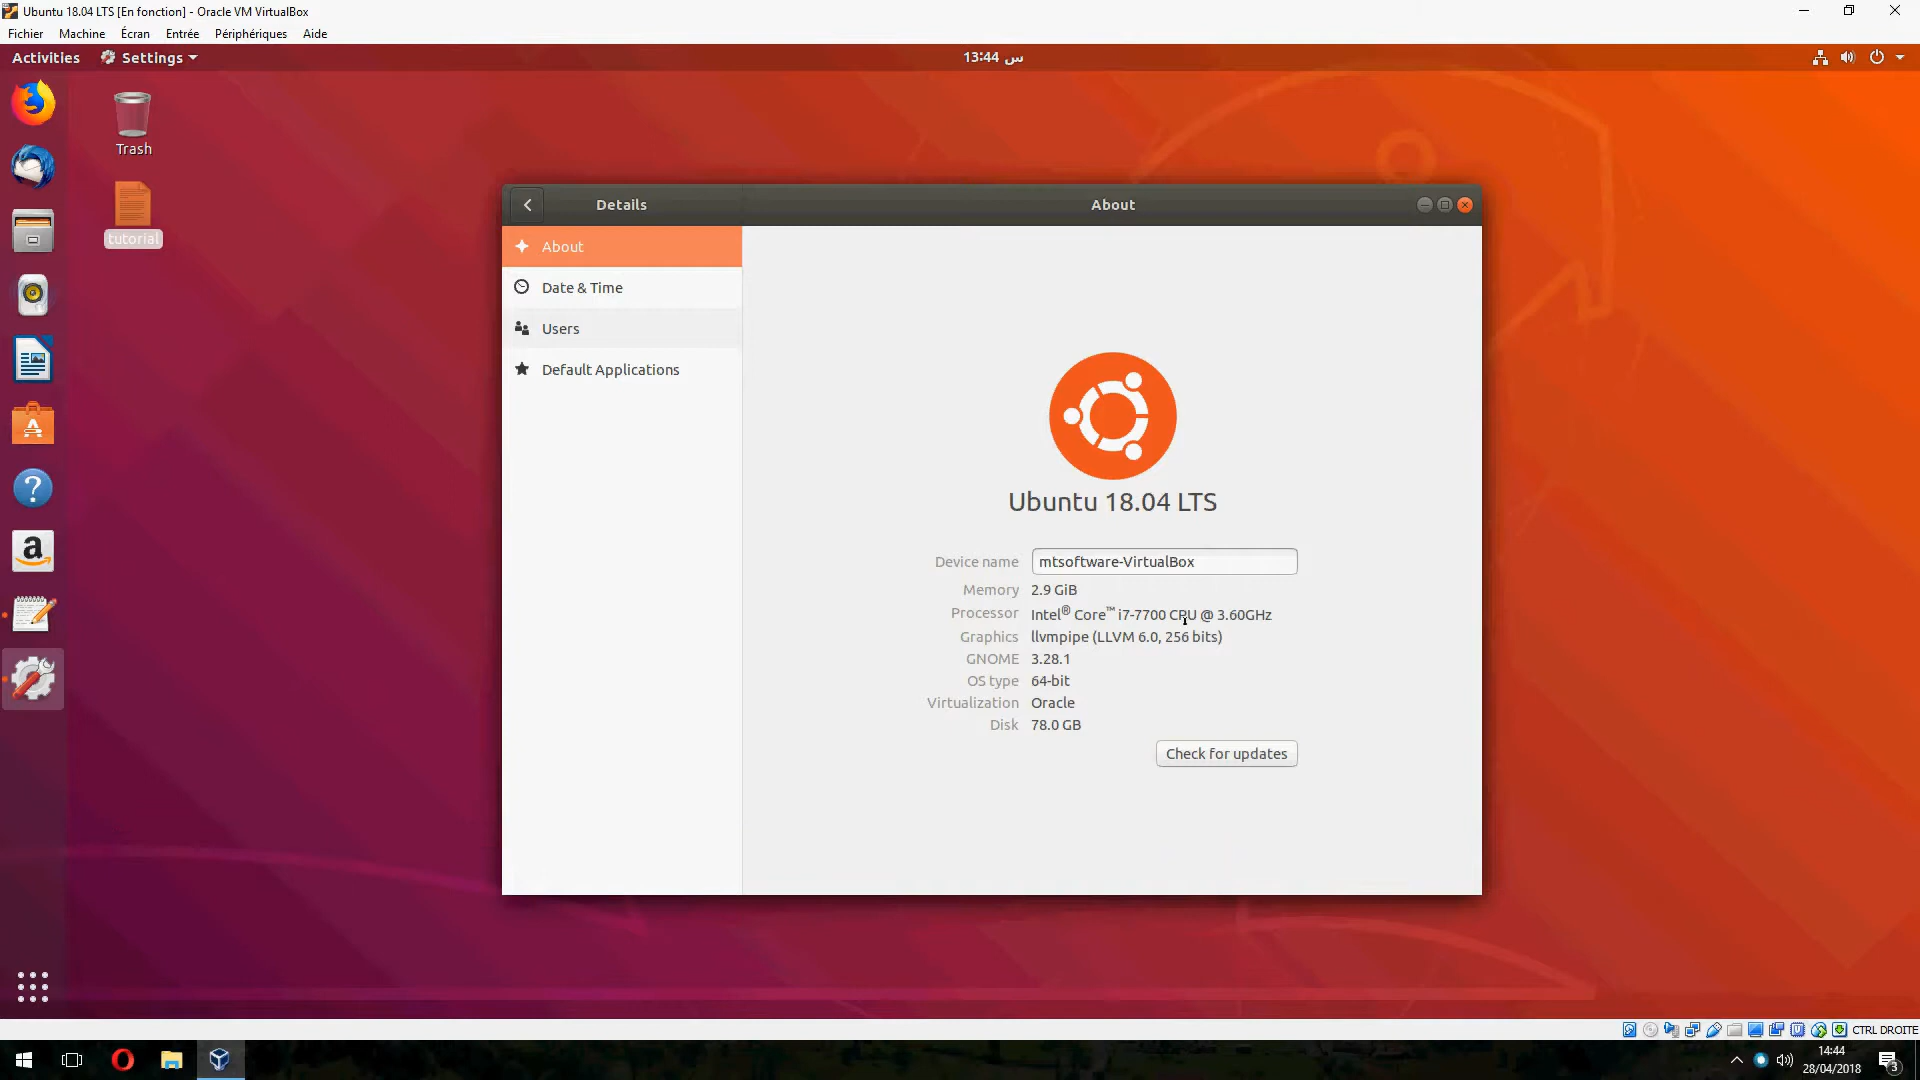 Ubuntu 18.04 LTS [En fonction] - Oracle VM VirtualBox
Fichier Machine Écran Entrée Périphériques Aide
Activities Settings س 13:44
Trash
tutorial
Details About
About
Date & Time
Users
Default Applications
Ubuntu 18.04 LTS
Device name mtsoftware-VirtualBox
Memory 2.9 GiB
Processor Intel® Core™ i7-7700 CPU @ 3.60GHz
Graphics llvmpipe (LLVM 6.0, 256 bits)
GNOME 3.28.1
OS type 64-bit
Virtualization Oracle
Disk 78.0 GB
Check for updates
CTRL DROITE
14:44
28/04/2018
3